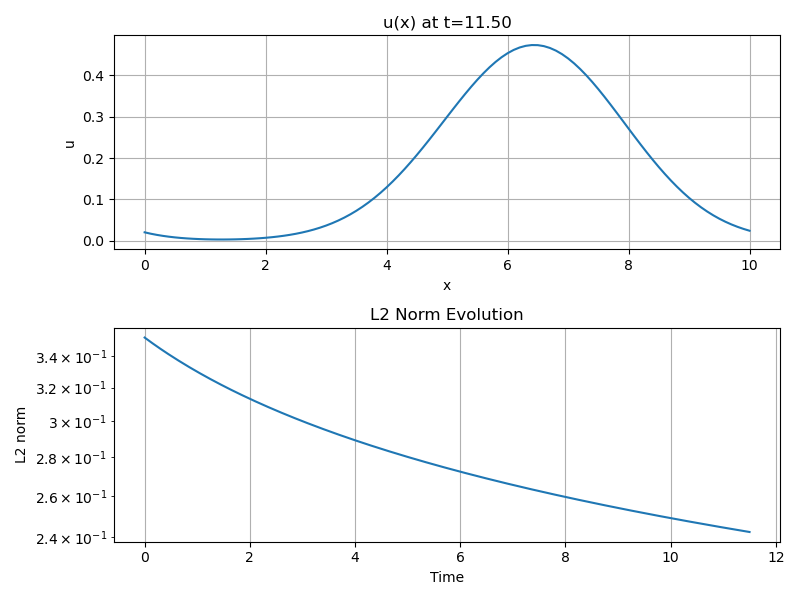 u(x) at t=11.50
u
0.4
0.3
0.2
0.1
0.0
0 2 4 6 8 10
x
L2 Norm Evolution
L2 norm
3.4 × 10⁻¹
3.2 × 10⁻¹
3 × 10⁻¹
2.8 × 10⁻¹
2.6 × 10⁻¹
2.4 × 10⁻¹
0 2 4 6 8 10 12
Time